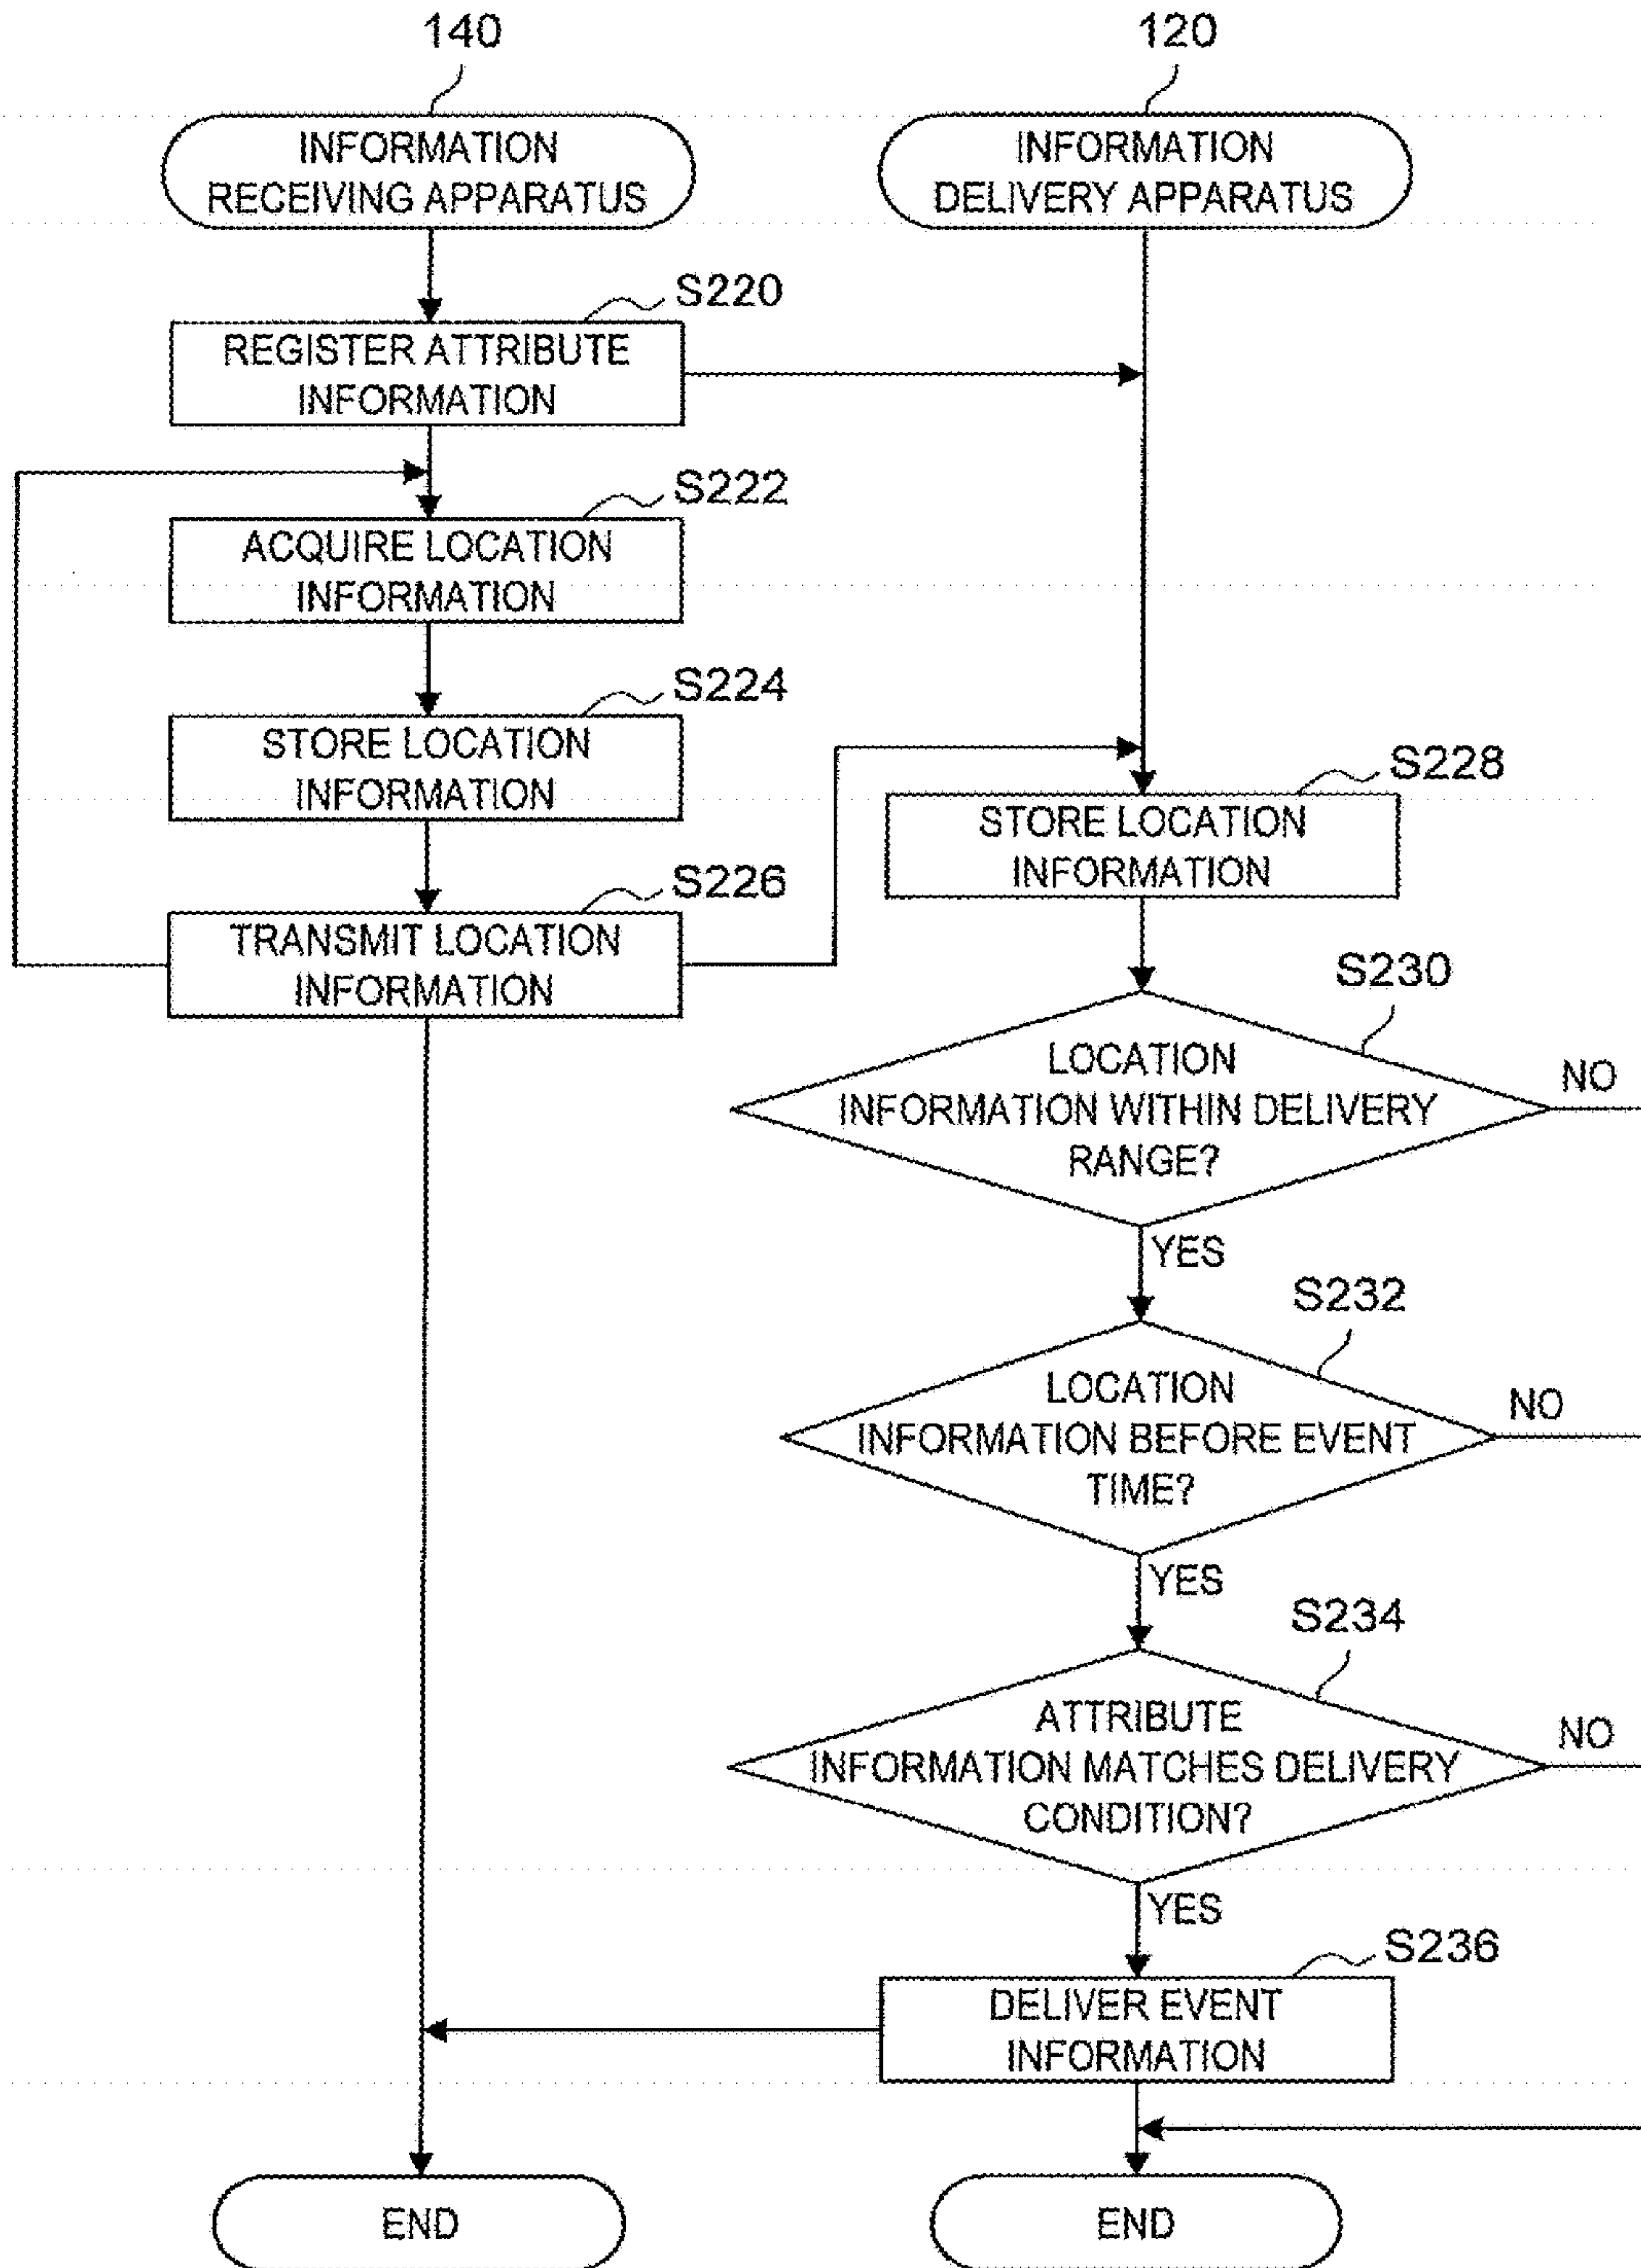 140
120
INFORMATION
RECEIVING APPARATUS
INFORMATION
DELIVERY APPARATUS
S220
REGISTER ATTRIBUTE
INFORMATION
S222
ACQUIRE LOCATION
INFORMATION
S224
STORE LOCATION
INFORMATION
S226
TRANSMIT LOCATION
INFORMATION
S228
STORE LOCATION
INFORMATION
S230
LOCATION
INFORMATION WITHIN DELIVERY
RANGE?
NO
YES
S232
LOCATION
INFORMATION BEFORE EVENT
TIME?
NO
YES
S234
ATTRIBUTE
INFORMATION MATCHES DELIVERY
CONDITION?
NO
YES
S236
DELIVER EVENT
INFORMATION
END
END